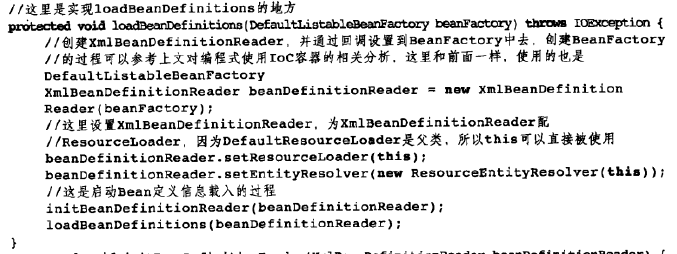 //这里是实现loadBeanDefinitions的地方
protected void loadBeanDefinitions(DefaultListableBeanFactory beanFactory) throws IOException {
//创建XmlBeanDefinitionReader，并通过回调设置到BeanFactory中去，创建BeanFactory
//的过程可以参考上文对编程式使用IoC容器的相关分析，这里和前面一样，使用的也是
DefaultListableBeanFactory
XmlBeanDefinitionReader beanDefinitionReader = new XmlBeanDefinition
Reader(beanFactory);
//这里设置XmlBeanDefinitionReader，为XmlBeanDefinitionReader配
//ResourceLoader，因为DefaultResourceLoader是父类，所以this可以直接被使用
beanDefinitionReader.setResourceLoader(this);
beanDefinitionReader.setEntityResolver(new ResourceEntityResolver(this));
//这是启动Bean定义信息载入的过程
initBeanDefinitionReader(beanDefinitionReader);
loadBeanDefinitions(beanDefinitionReader);
}